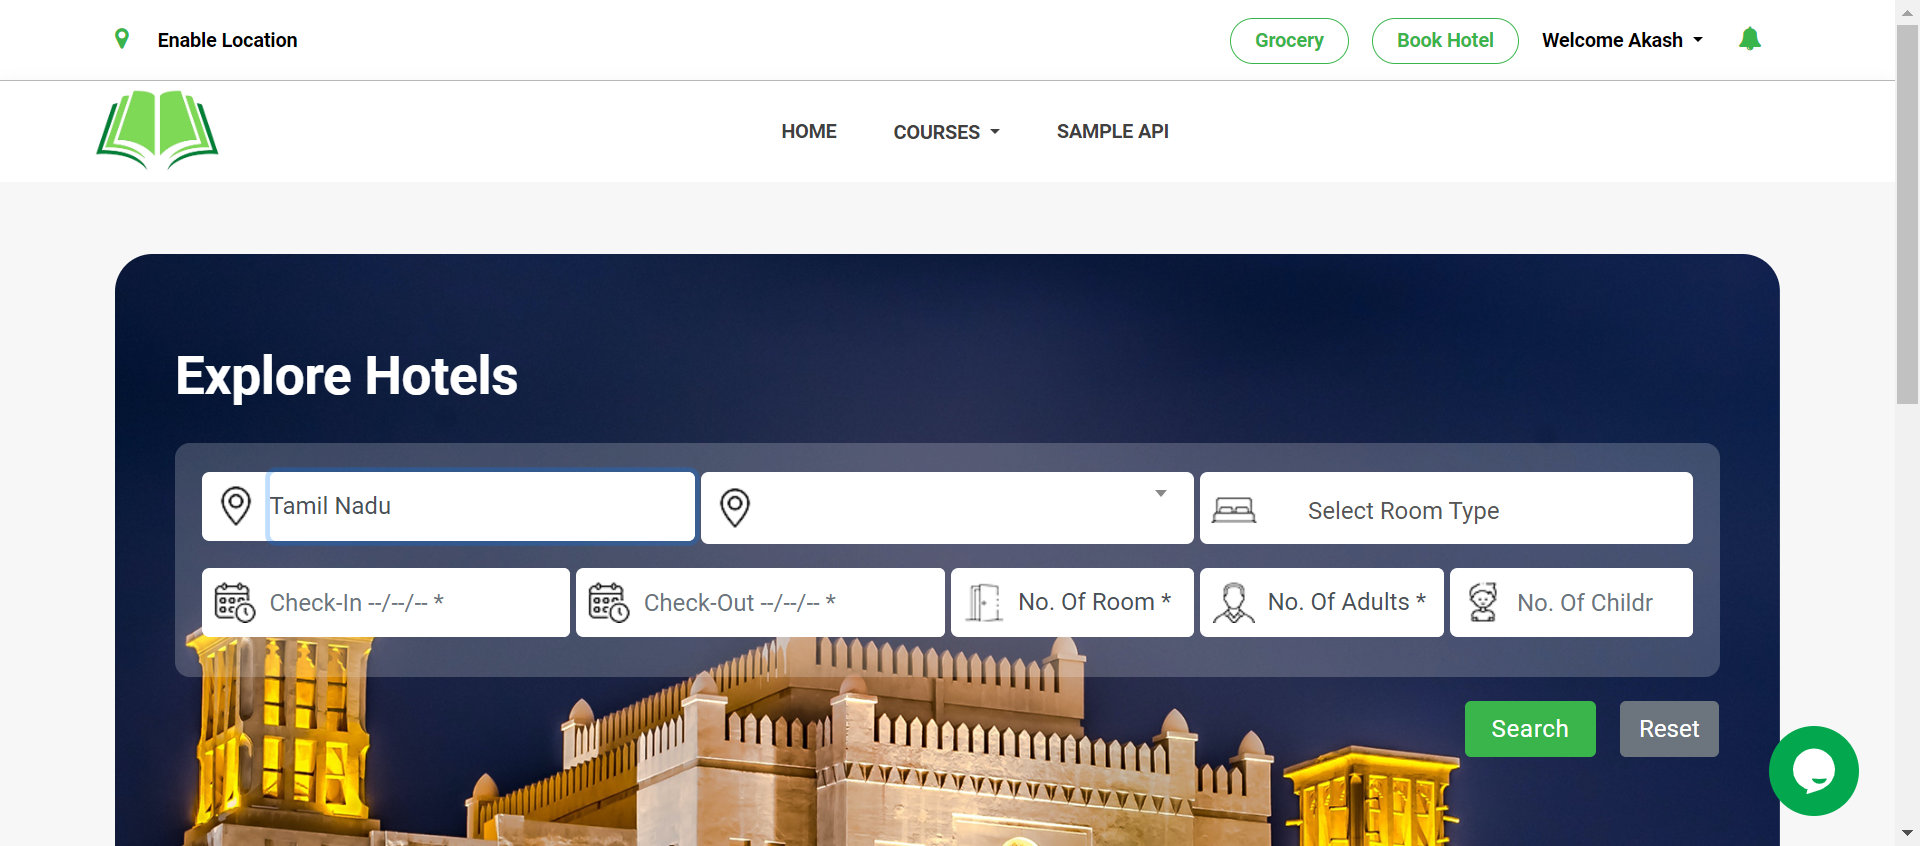 Enable Location
Grocery
Book Hotel
Welcome Akash
HOME
COURSES
SAMPLE API
Explore Hotels
Tamil Nadu
Select Room Type
Check-In --/--/-- *
Check-Out --/--/-- *
No. Of Room *
No. Of Adults *
No. Of Childr
Search
Reset